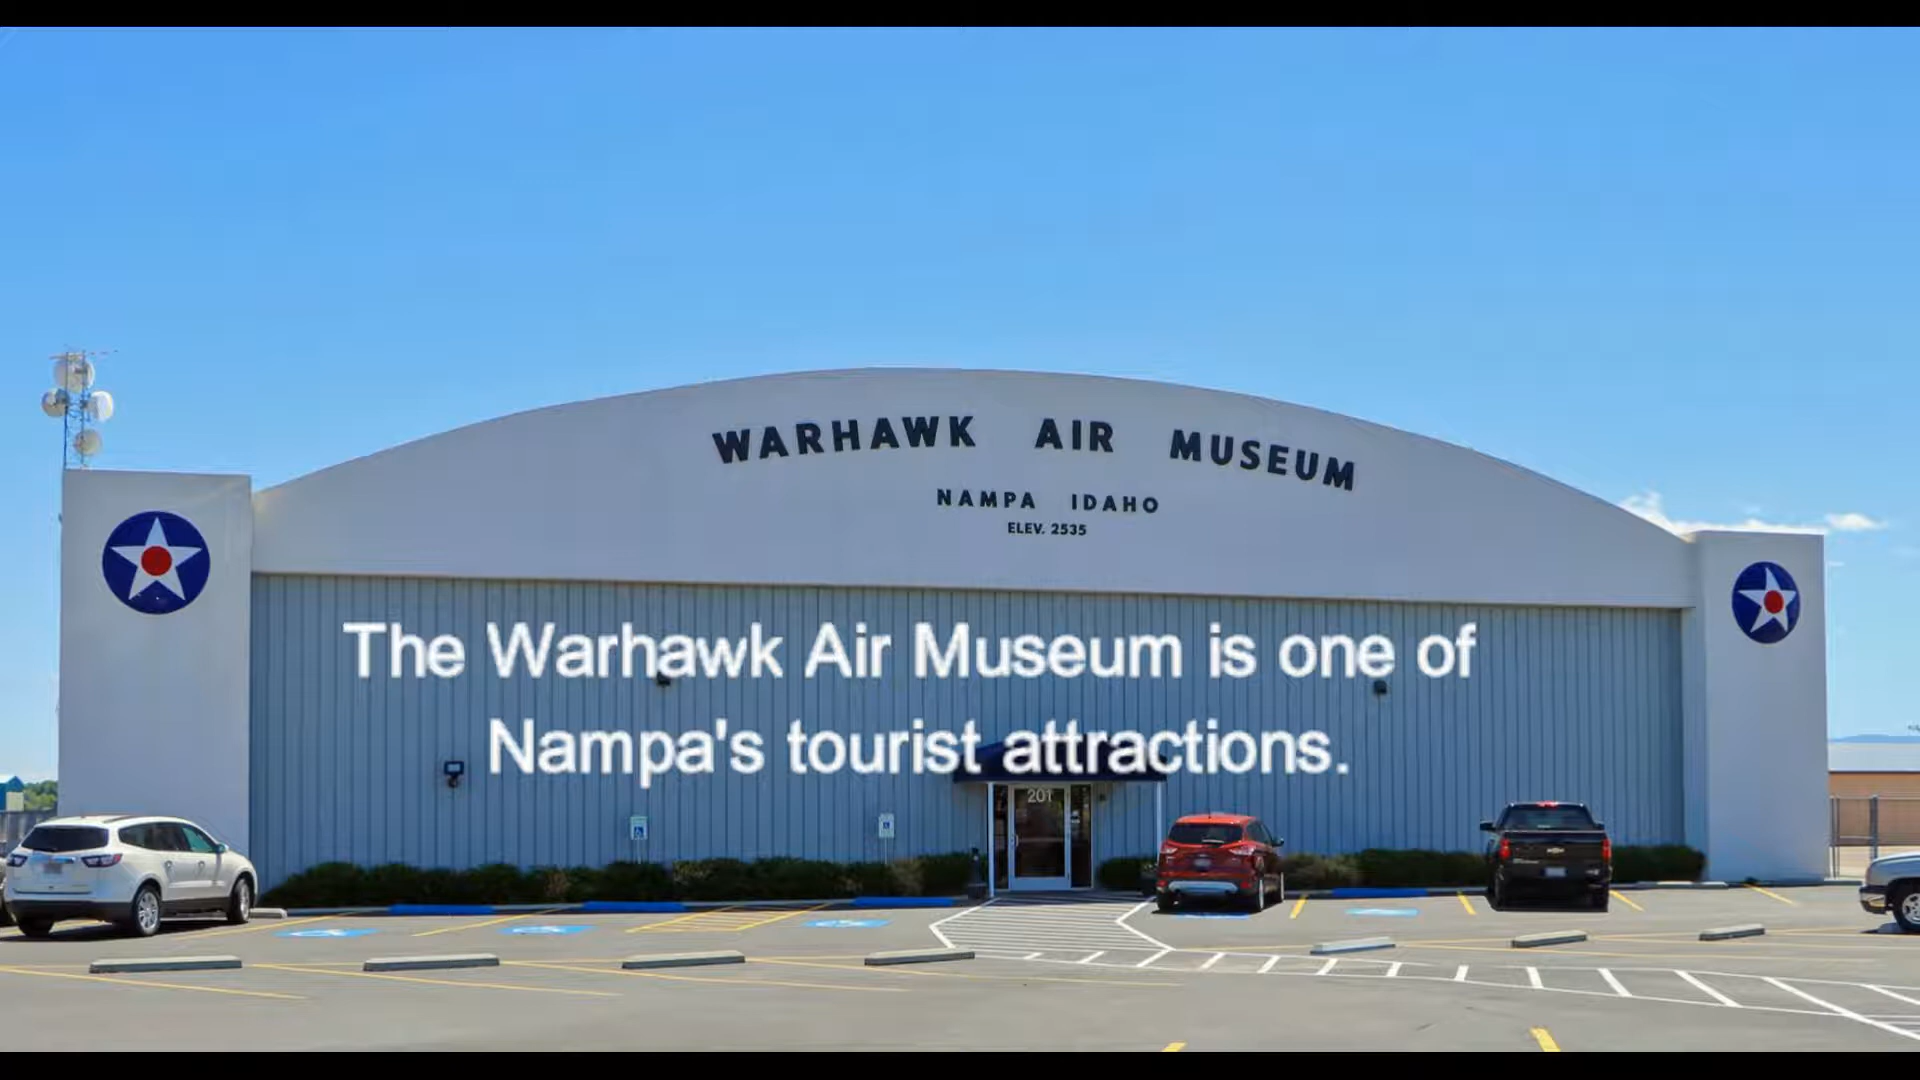 WARHAWK AIR MUSEUM
NAMPA IDAHO
ELEV. 2535
The Warhawk Air Museum is one of
Nampa's tourist attractions.
201